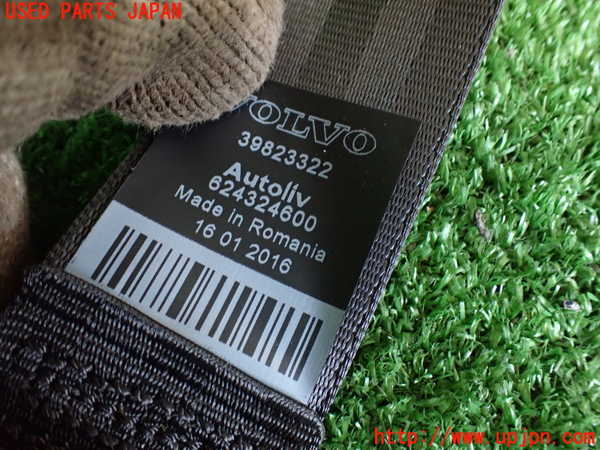 USED PARTS JAPAN
VOLVO
39823322
Autoliv
624324600
Made in Romania
16 01 2016
http://www.upjpn.com/